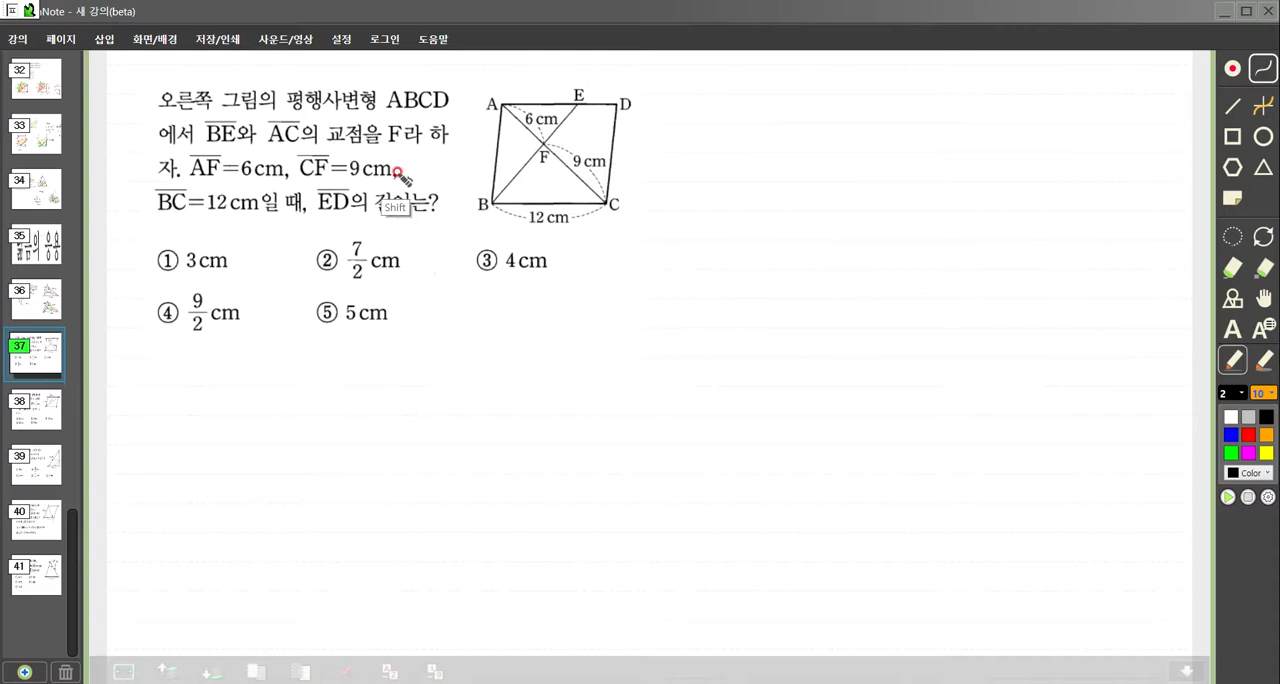 Note - 새 강의(beta)
강의 페이지 삽입 화면/배경 저장/인쇄 사운드/영상 설정 로그인 도움말
32
33
34
35
36
37
38
39
40
41
오른쪽 그림의 평행사변형 ABCD
에서 BE와 AC의 교점을 F라 하
자. AF=6cm, CF=9cm,
BC=12cm일 때, ED의
Shift
① 3cm ② 7/2 cm ③ 4cm
④ 9/2 cm ⑤ 5cm
A E D
6cm
F 9cm
B C
12cm
2 10
Color